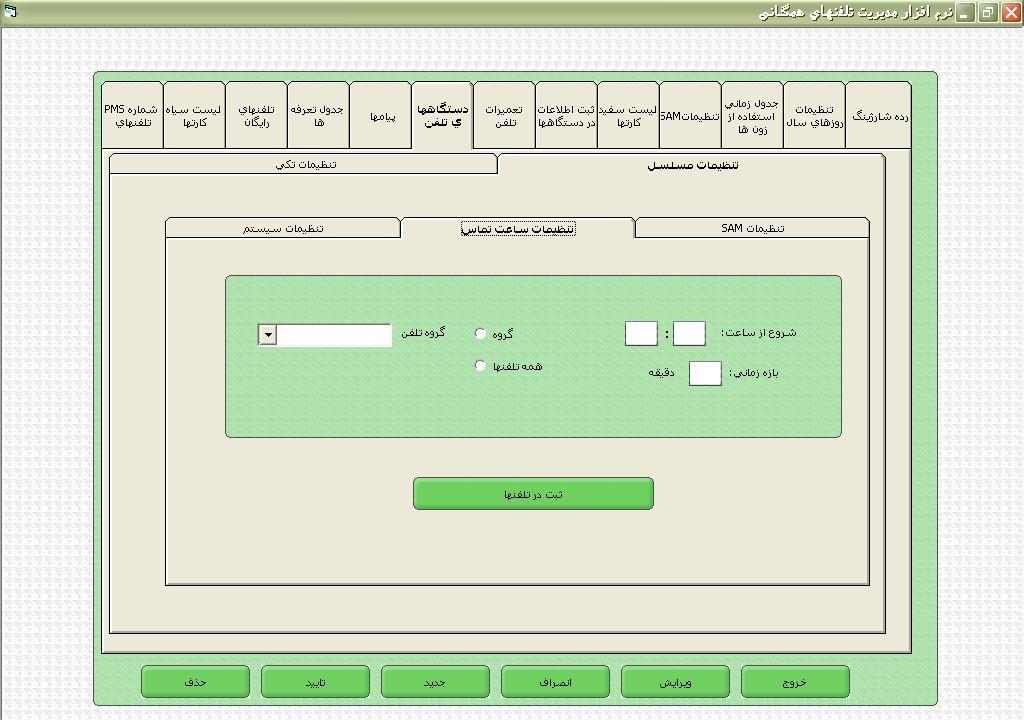 نرم افزار مديريت تلفنهاي همگاني
رده شارژينگ
تنظيمات
روزهاي سال
جدول زماني
استفاده از
زون ها
تنظيماتSAM
ليست سفيد
كارتها
ثبت اطلاعات
در دستگاهها
تعميرات
تلفن
دستگاهها
ي تلفن
پيامها
جدول تعرفه
ها
تلفنهاي
رايگان
ليست سياه
كارتها
شماره PMS
تلفنهاي
تنظيمات مسلسل
تنظيمات تكي
تنظيمات SAM
تنظيمات ساعت تماس
تنظيمات سيستم
شروع از ساعت: :
گروه
گروه تلفن
بازه زماني: دقيقه
همه تلفنها
ثبت در تلفنها
خروج
ويرايش
انصراف
جديد
تاييد
حذف